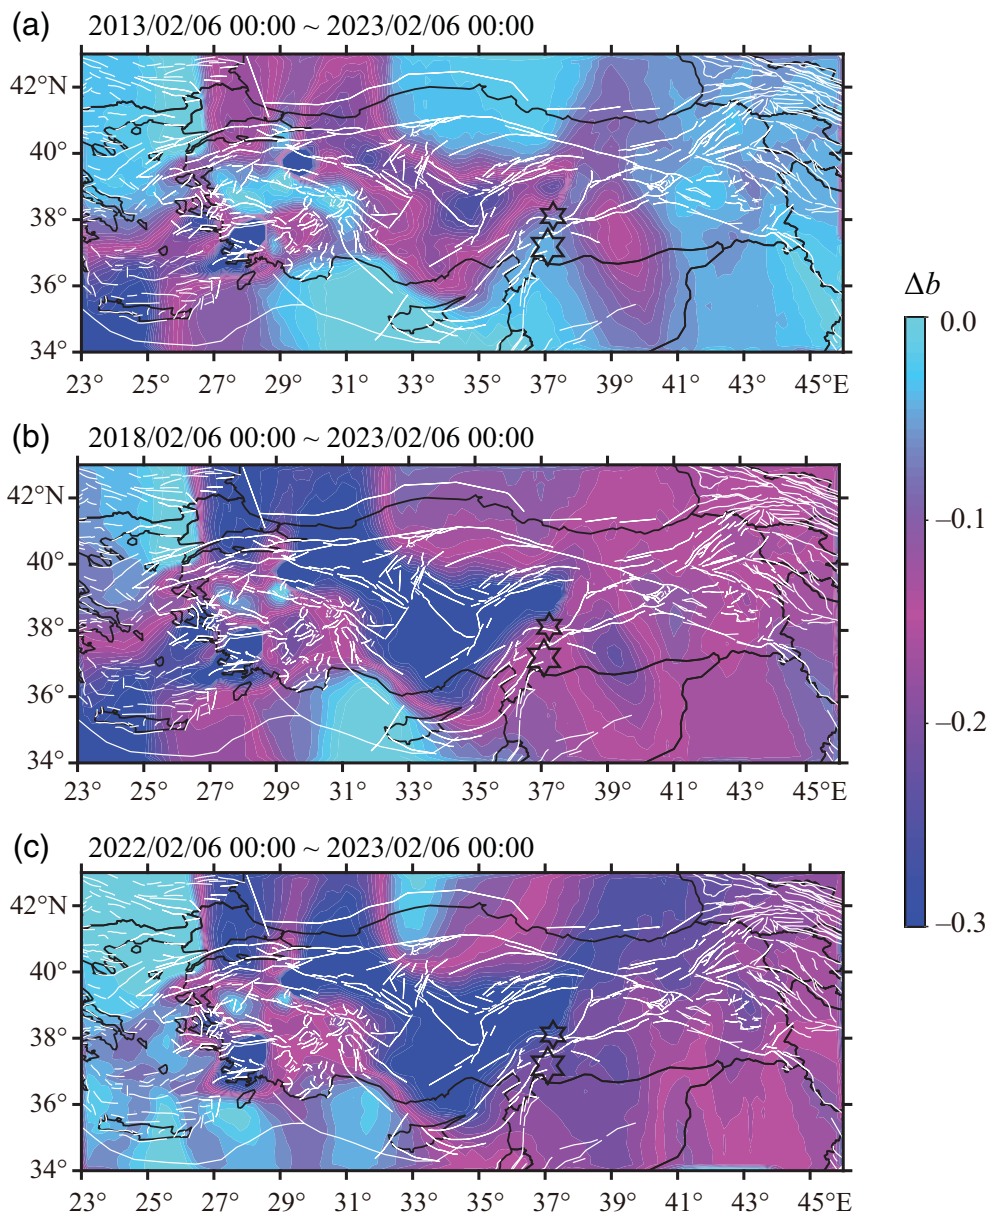 (a) 2013/02/06 00:00 ~ 2023/02/06 00:00
42°N
40°
38°
36°
34°
23° 25° 27° 29° 31° 33° 35° 37° 39° 41° 43° 45°E
(b) 2018/02/06 00:00 ~ 2023/02/06 00:00
42°N
40°
38°
36°
34°
23° 25° 27° 29° 31° 33° 35° 37° 39° 41° 43° 45°E
(c) 2022/02/06 00:00 ~ 2023/02/06 00:00
42°N
40°
38°
36°
34°
23° 25° 27° 29° 31° 33° 35° 37° 39° 41° 43° 45°E
Δb
0.0
–0.1
–0.2
–0.3